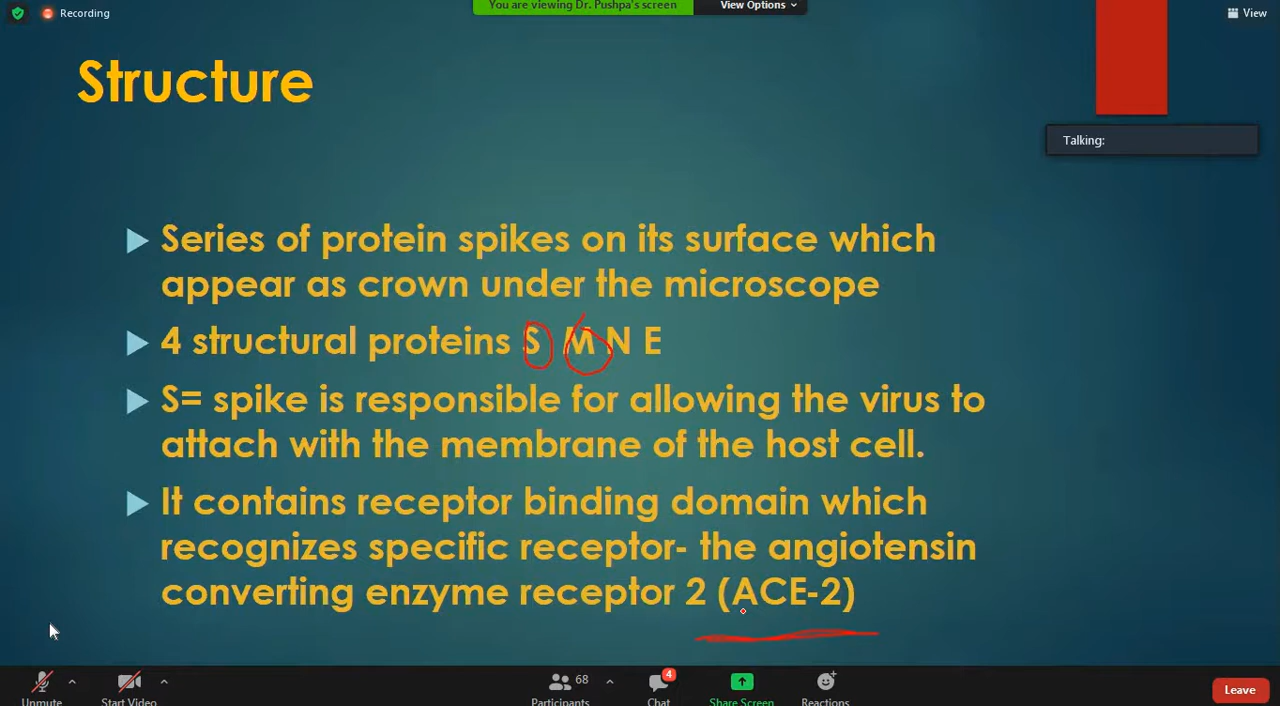 Recording
You are viewing Dr. Pushpa's screen
View Options
View
Structure
Talking:
Series of protein spikes on its surface which
appear as crown under the microscope
4 structural proteins S M N E
S= spike is responsible for allowing the virus to
attach with the membrane of the host cell.
It contains receptor binding domain which
recognizes specific receptor- the angiotensin
converting enzyme receptor 2 (ACE-2)
Unmute
Start Video
68
Participants
4
Chat
Share Screen
Reactions
Leave